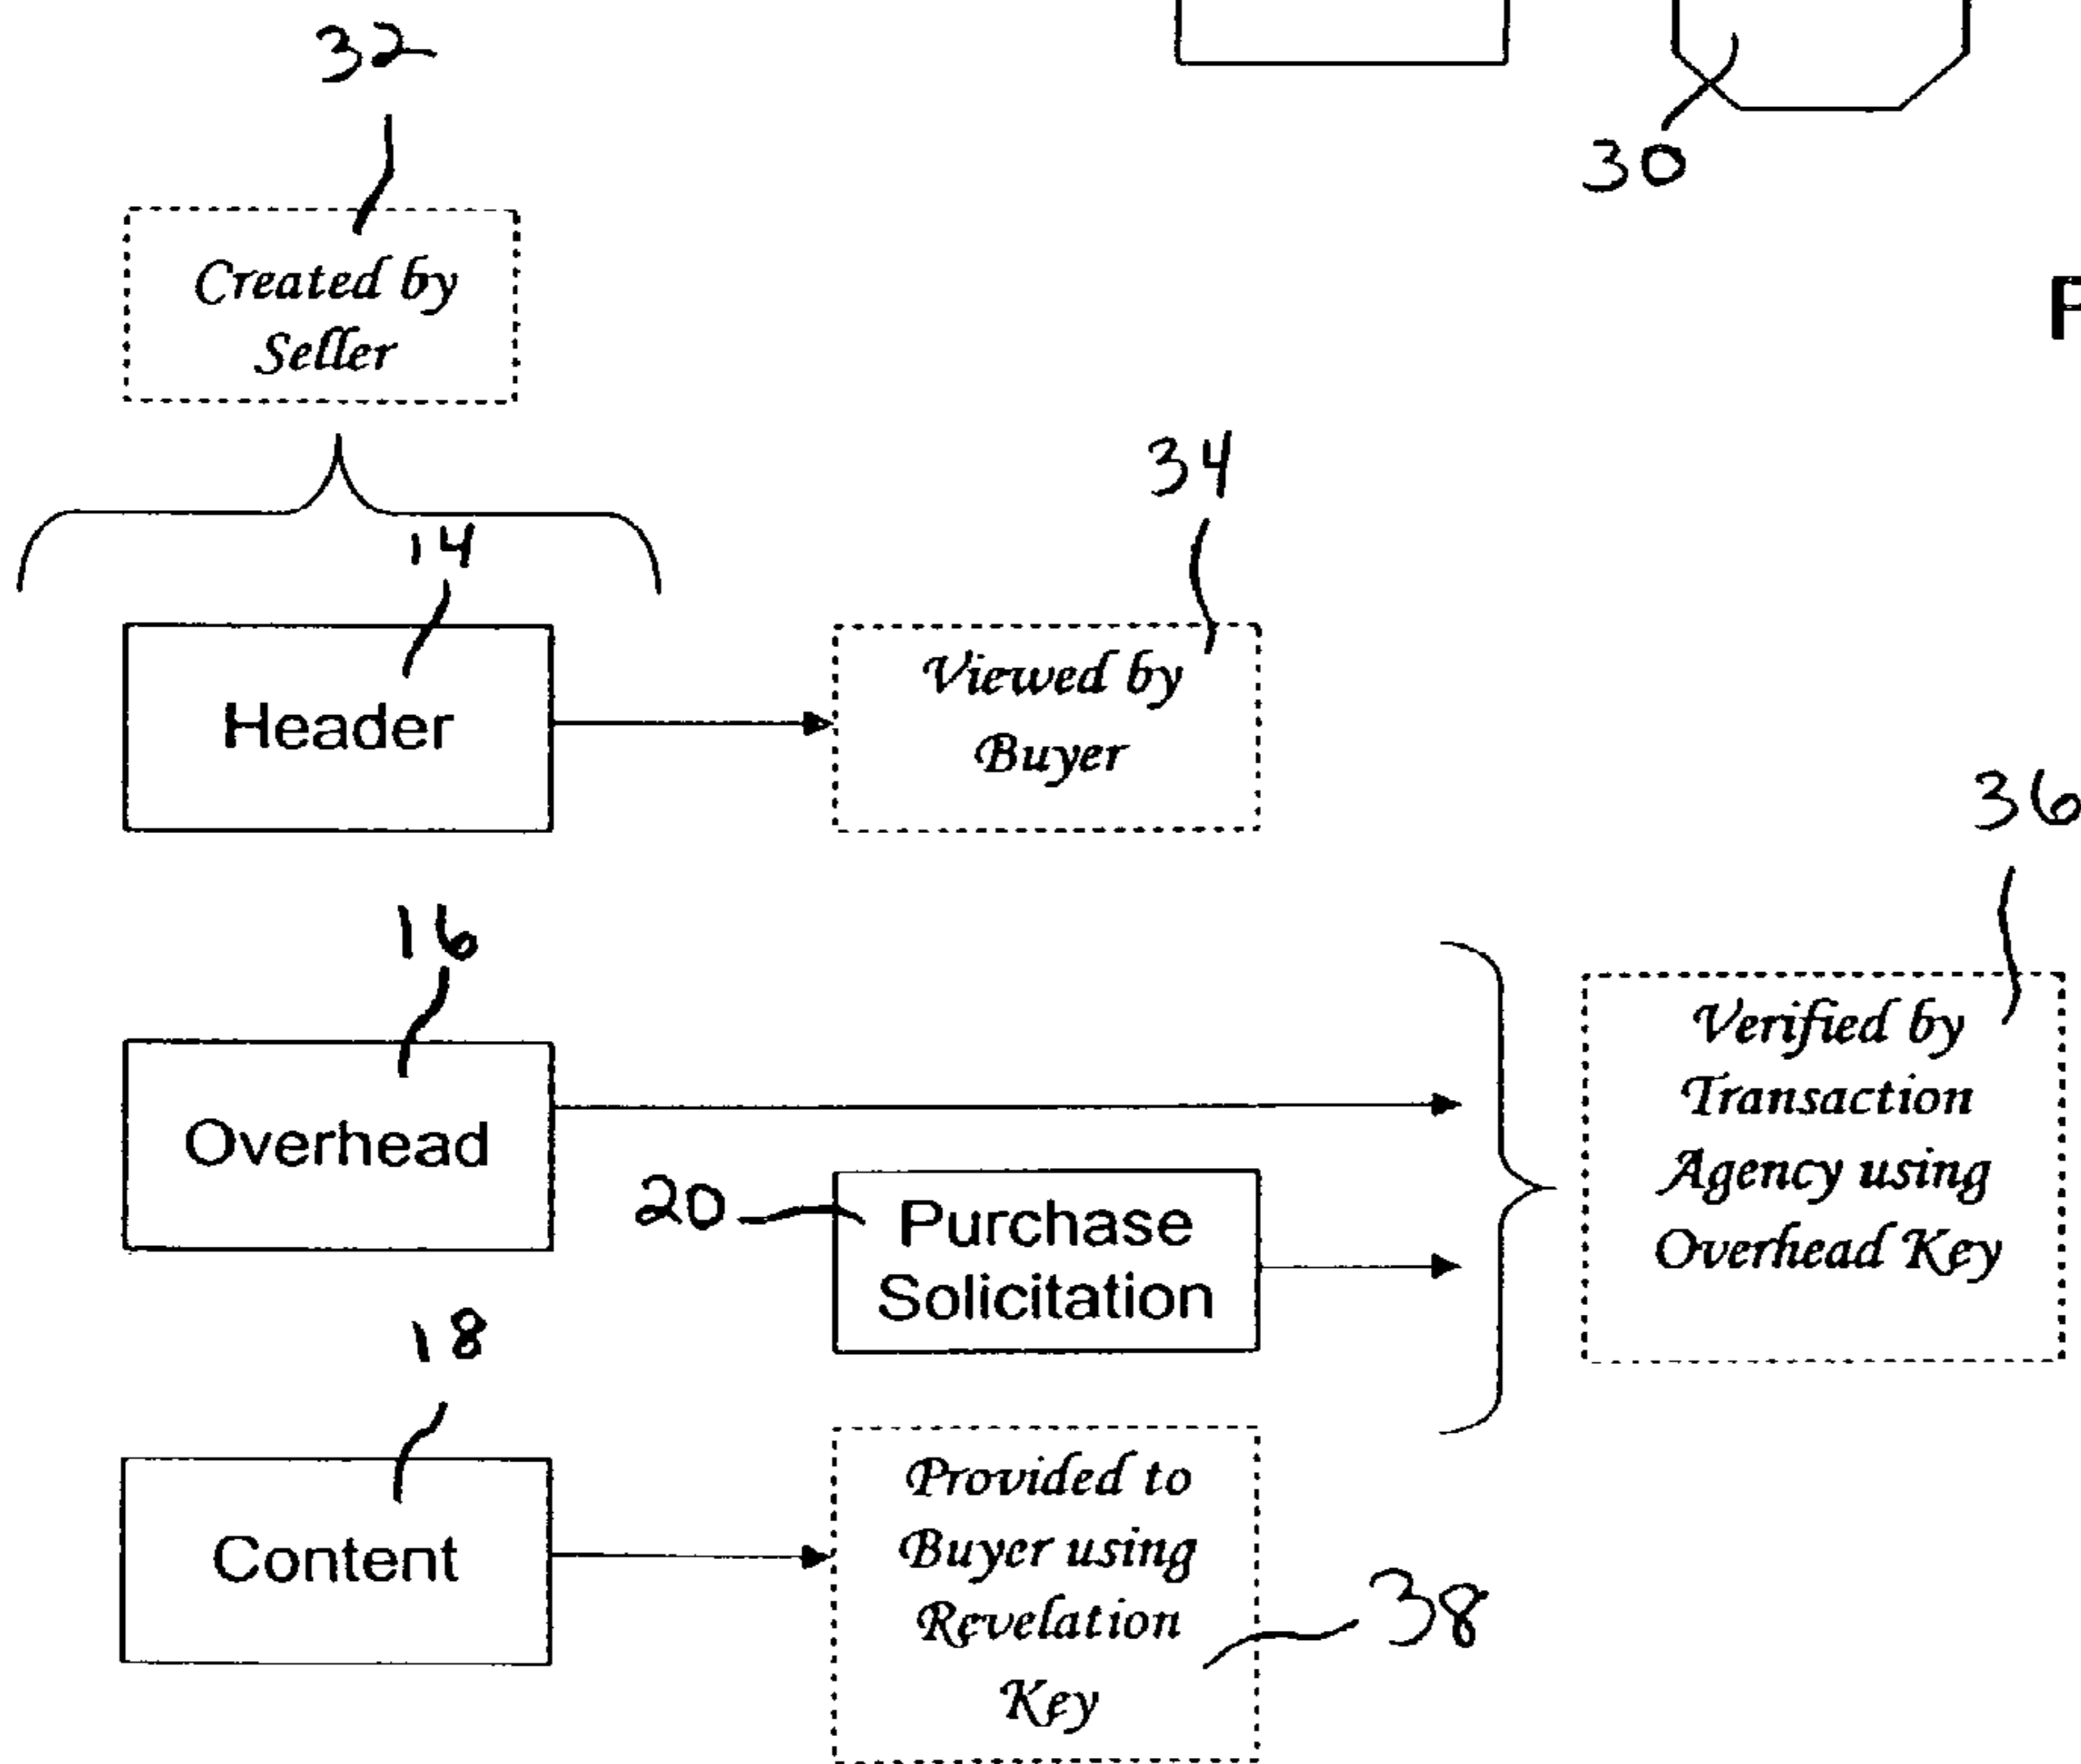 32
30
Created by
Seller
34
14
Viewed by
Buyer
Header
36
16
Verified by
Transaction
Agency using
Overhead Key
Overhead
20
Purchase
Solicitation
18
Provided to
Buyer using
Revelation
Key
Content
38